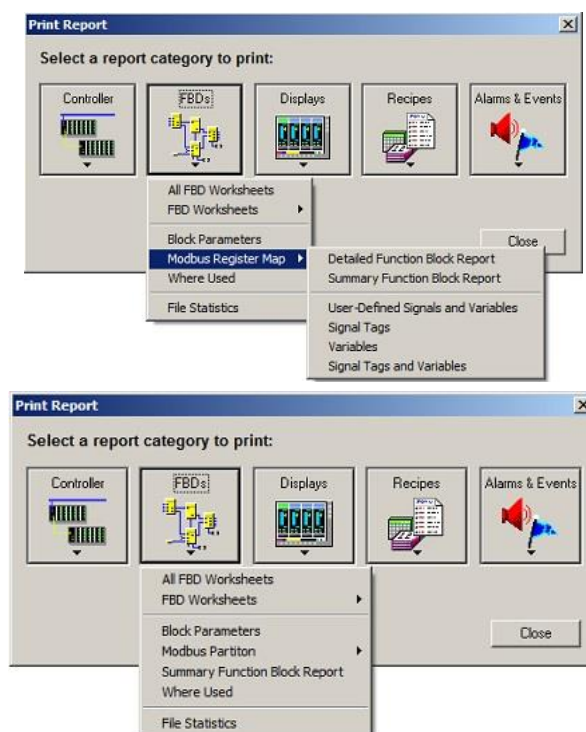 Print Report
Select a report category to print:
Controller
FBDs
Displays
Recipes
Alarms & Events
All FBD Worksheets
FBD Worksheets
Block Parameters
Modbus Register Map
Where Used
File Statistics
Close
Detailed Function Block Report
Summary Function Block Report
User-Defined Signals and Variables
Signal Tags
Variables
Signal Tags and Variables
Print Report
Select a report category to print:
Controller
FBDs
Displays
Recipes
Alarms & Events
All FBD Worksheets
FBD Worksheets
Block Parameters
Modbus Partiton
Summary Function Block Report
Where Used
File Statistics
Close